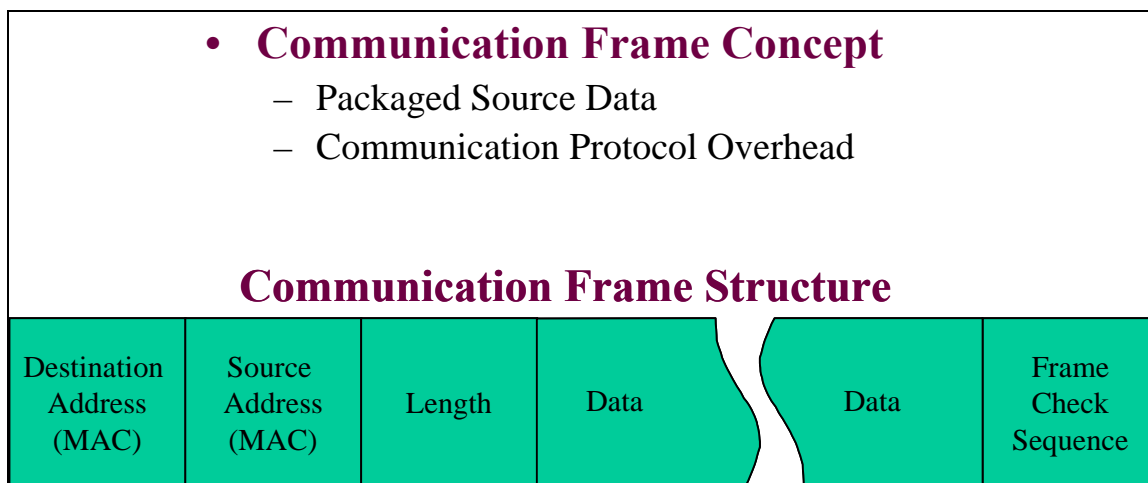 • Communication Frame Concept
– Packaged Source Data
– Communication Protocol Overhead
Communication Frame Structure
Destination
Address
(MAC)
Source
Address
(MAC)
Length
Data
Data
Frame
Check
Sequence